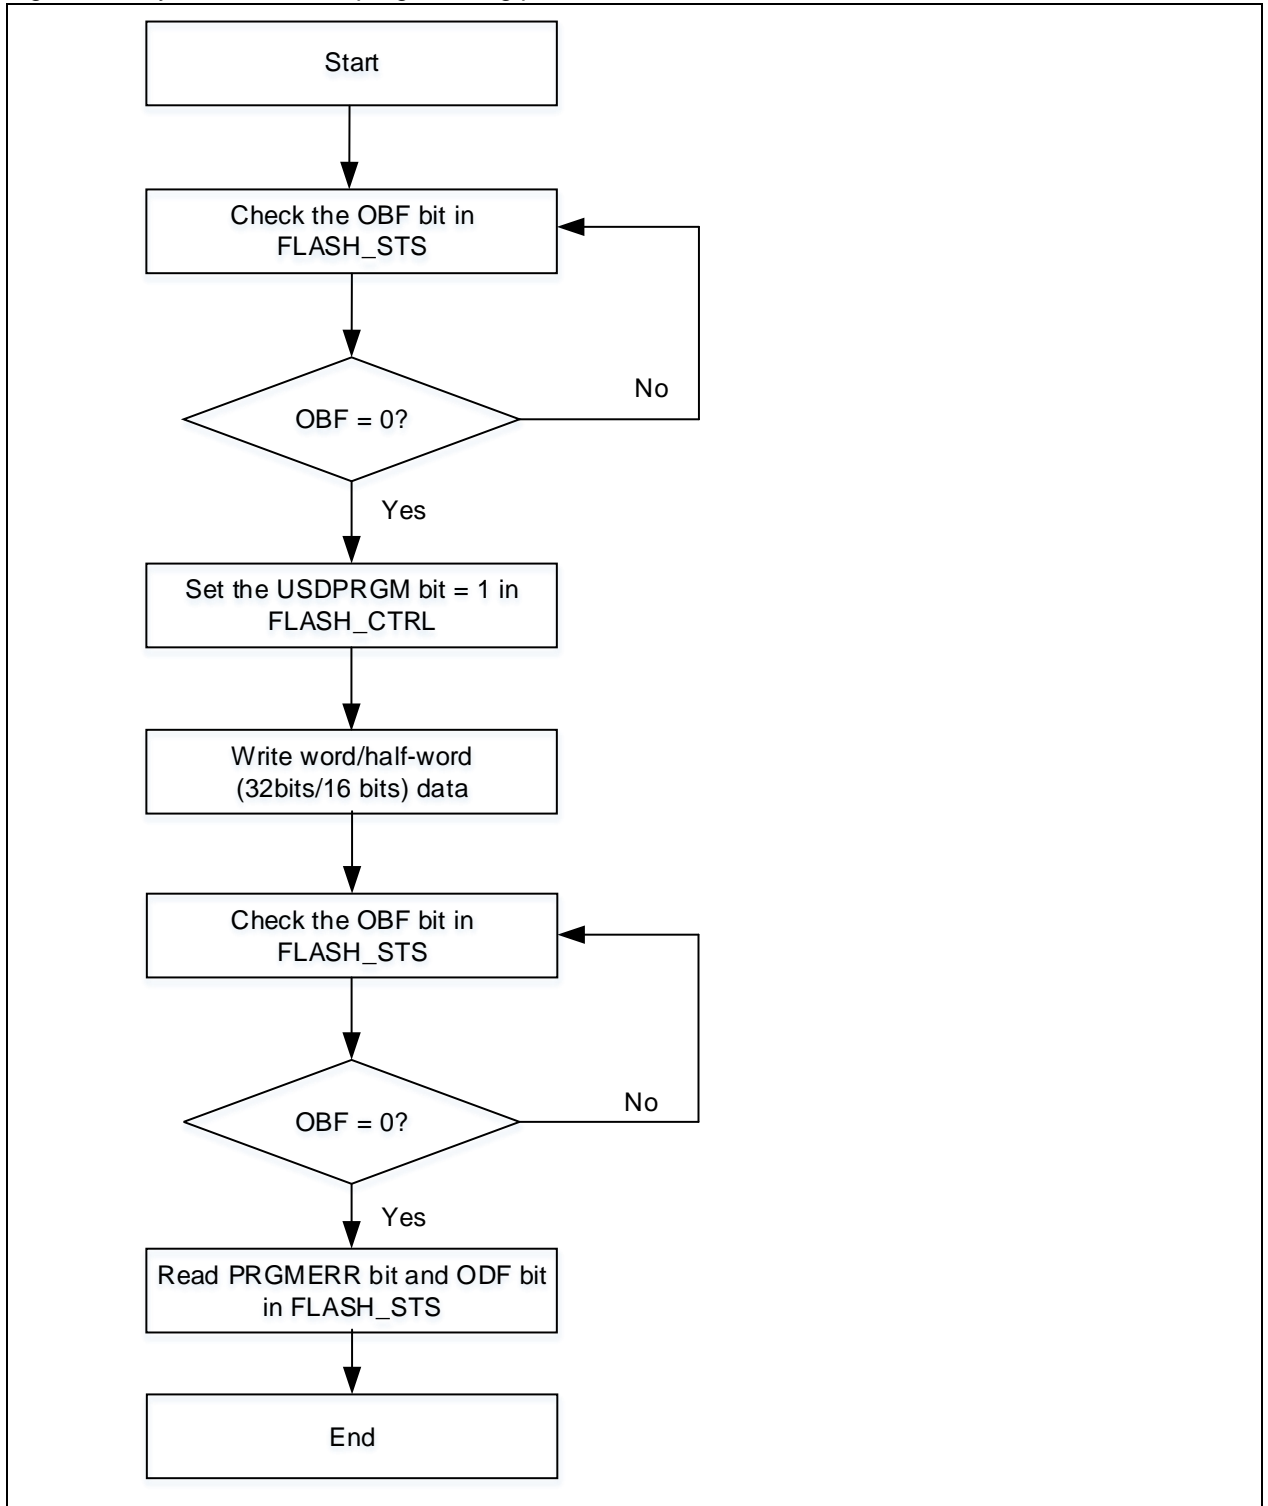 Start
Check the OBF bit in
FLASH_STS
No
OBF = 0?
Yes
Set the USDPRGM bit = 1 in
FLASH_CTRL
Write word/half-word
(32bits/16 bits) data
Check the OBF bit in
FLASH_STS
No
OBF = 0?
Yes
Read PRGMERR bit and ODF bit
in FLASH_STS
End